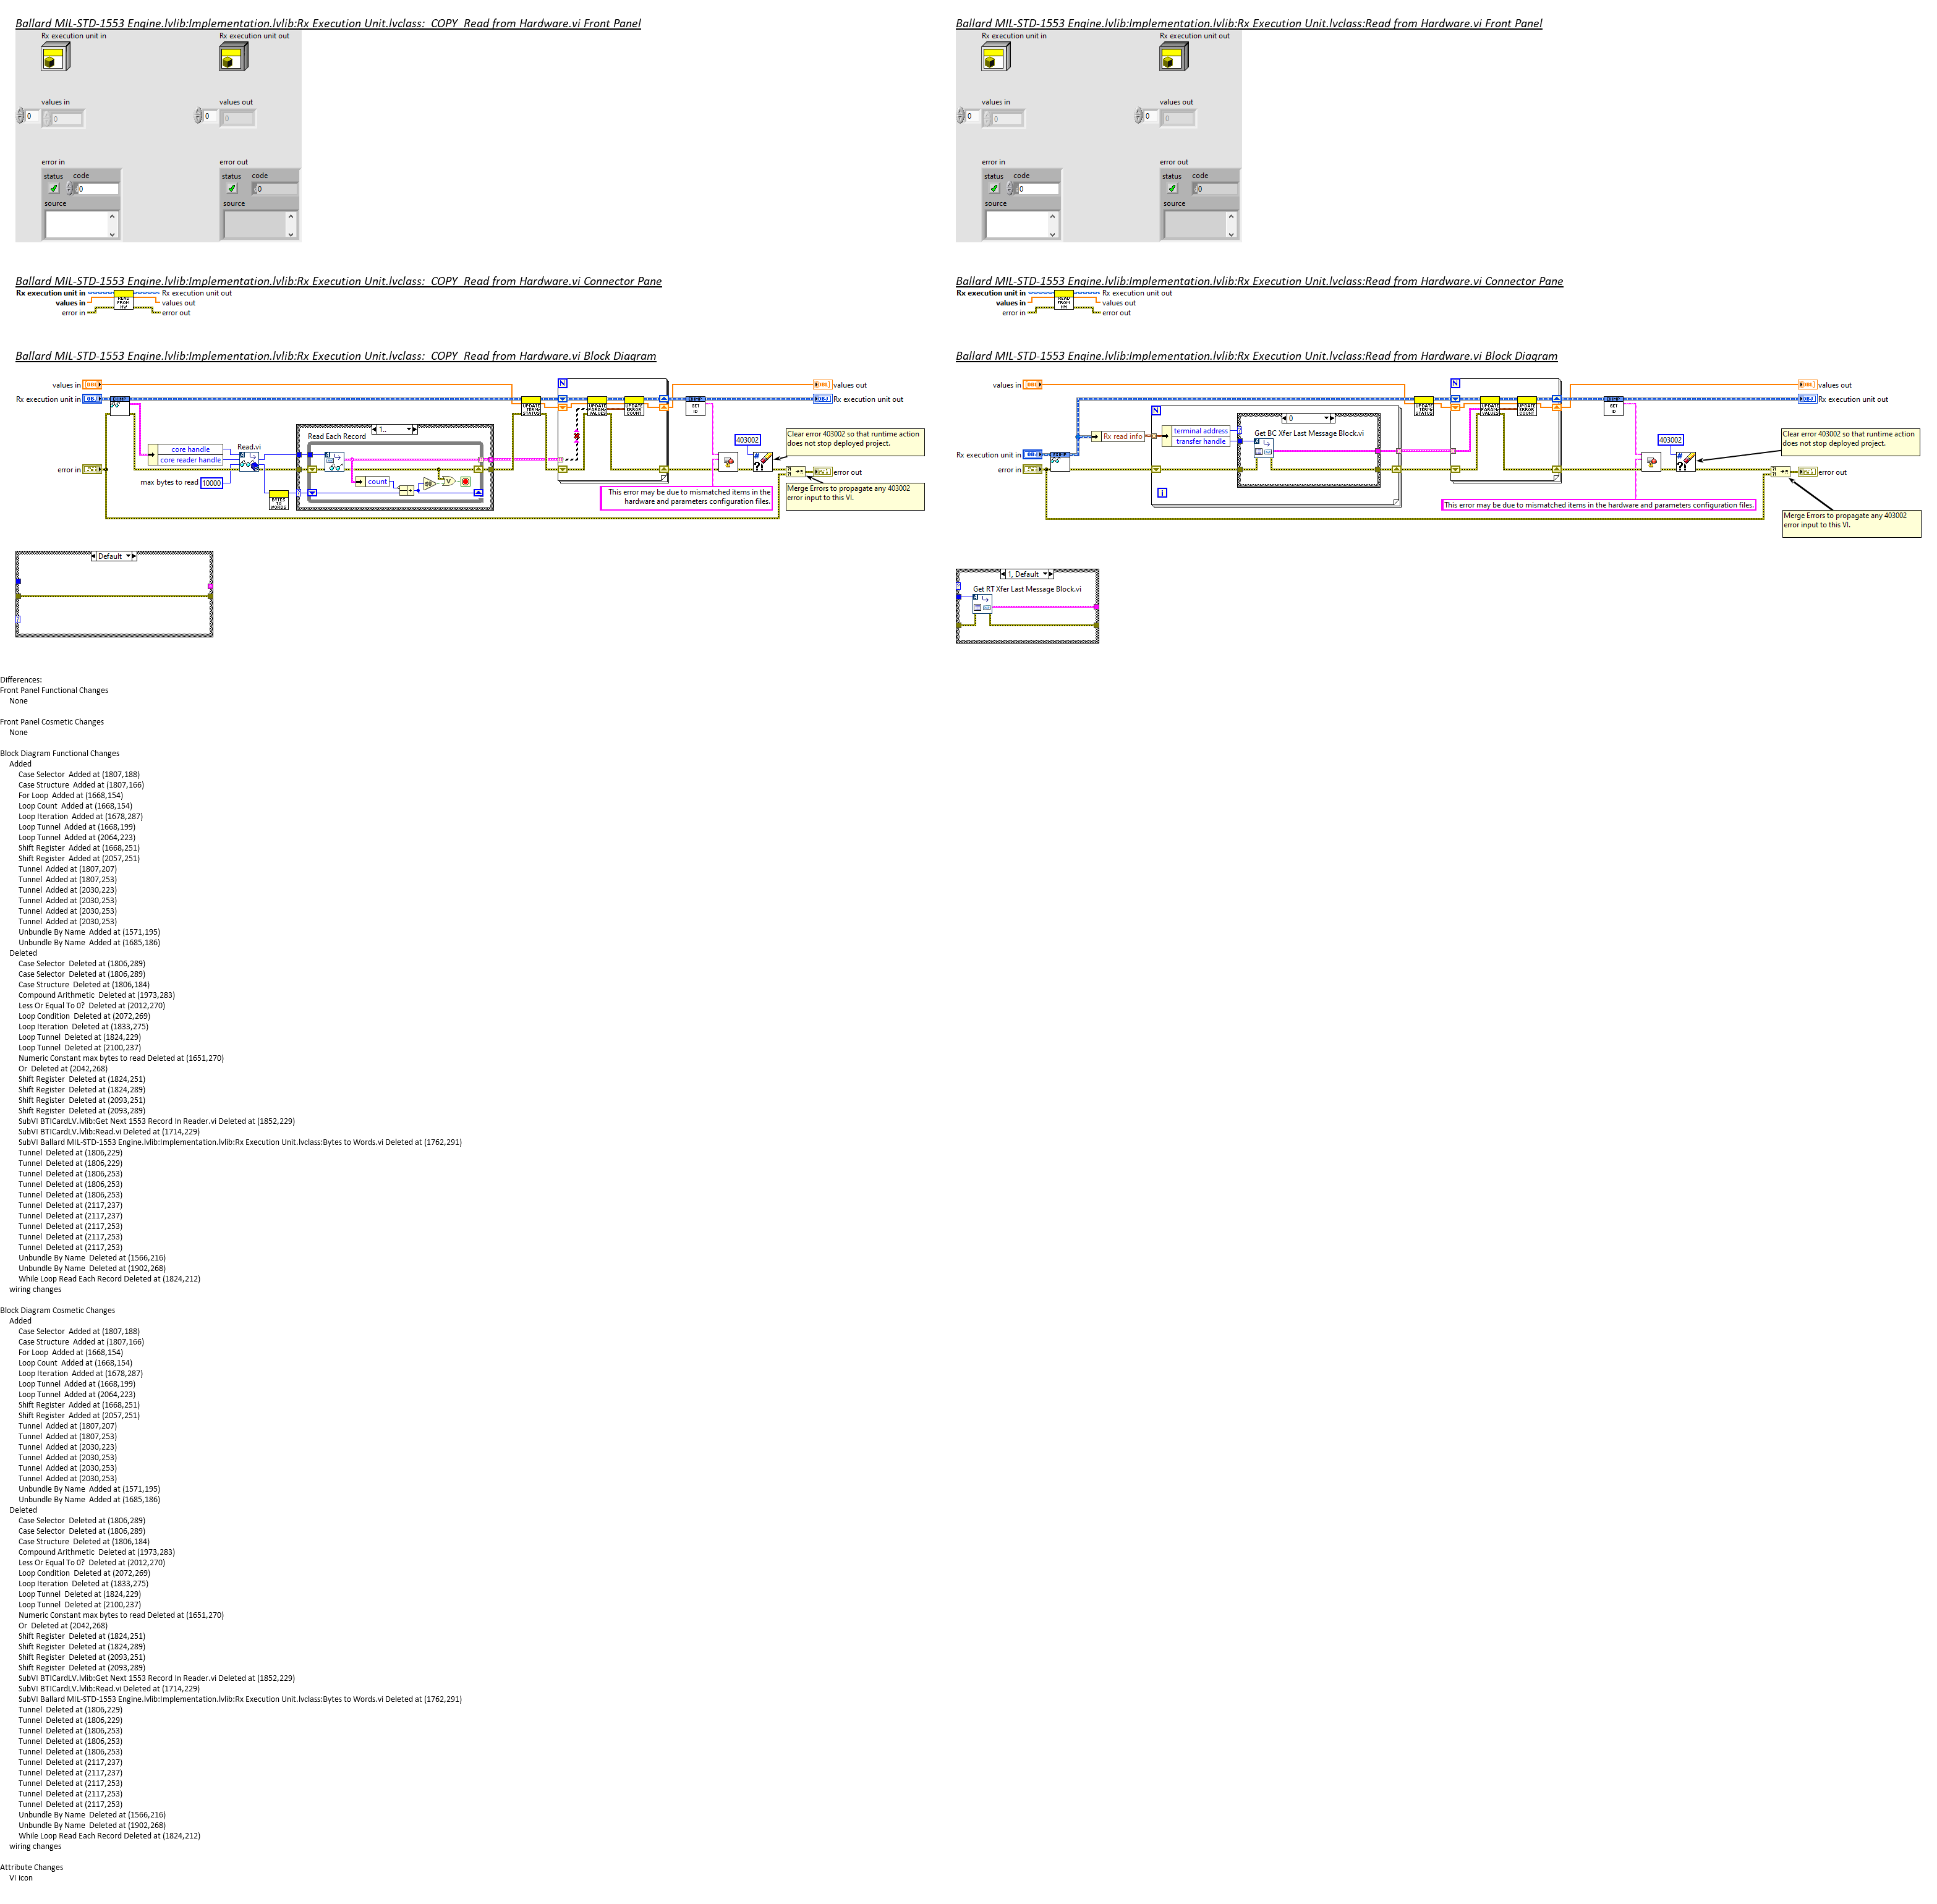 Ballard MIL-STD-1553 Engine.lvlib:Implementation.lvlib:Rx Execution Unit.lvclass:_COPY_Read from Hardware.vi Front Panel
Rx execution unit in
Rx execution unit out
values in
values out
0
0
0
0
error in
error out
status code
status code
0
0
source
source
Ballard MIL-STD-1553 Engine.lvlib:Implementation.lvlib:Rx Execution Unit.lvclass:Read from Hardware.vi Front Panel
Rx execution unit in
Rx execution unit out
values in
values out
0
0
0
0
error in
error out
status code
status code
0
0
source
source
Ballard MIL-STD-1553 Engine.lvlib:Implementation.lvlib:Rx Execution Unit.lvclass:_COPY_Read from Hardware.vi Connector Pane
Rx execution unit in
Rx execution unit out
values in
values out
error in
error out
READ
FROM
HW
Ballard MIL-STD-1553 Engine.lvlib:Implementation.lvlib:Rx Execution Unit.lvclass:Read from Hardware.vi Connector Pane
Rx execution unit in
Rx execution unit out
values in
values out
error in
error out
READ
FROM
HW
Ballard MIL-STD-1553 Engine.lvlib:Implementation.lvlib:Rx Execution Unit.lvclass:_COPY_Read from Hardware.vi Block Diagram
values in
DBL
N
DBL
values out
Rx execution unit in
OBJ
UPDATE
TERM
STATUS
UPDATE
PARAM
VALUES
UPDATE
ERROR
COUNT
GET
ID
OBJ
Rx execution unit out
1..
Read Each Record
core handle
core reader handle
Read.vi
403002
Clear error 403002 so that runtime action
does not stop deployed project.
error in
max bytes to read
10000
count
BYTES
TO
WORDS
error out
This error may be due to mismatched items in the
hardware and parameters configuration files.
Merge Errors to propagate any 403002
error input to this VI.
Default
Ballard MIL-STD-1553 Engine.lvlib:Implementation.lvlib:Rx Execution Unit.lvclass:Read from Hardware.vi Block Diagram
values in
DBL
N
DBL
values out
UPDATE
TERM
STATUS
UPDATE
PARAM
VALUES
UPDATE
ERROR
COUNT
GET
ID
OBJ
Rx execution unit out
N
0
Rx read info
terminal address
transfer handle
Get BC Xfer Last Message Block.vi
403002
Clear error 403002 so that runtime action
does not stop deployed project.
Rx execution unit in
OBJ
error in
error out
i
This error may be due to mismatched items in the hardware and parameters configuration files.
Merge Errors to propagate any 403002
error input to this VI.
1, Default
Get RT Xfer Last Message Block.vi
Differences:
Front Panel Functional Changes
None
Front Panel Cosmetic Changes
None
Block Diagram Functional Changes
Added
Case Selector  Added at (1807,188)
Case Structure  Added at (1807,166)
For Loop  Added at (1668,154)
Loop Count  Added at (1668,154)
Loop Iteration  Added at (1678,287)
Loop Tunnel  Added at (1668,199)
Loop Tunnel  Added at (2064,223)
Shift Register  Added at (1668,251)
Shift Register  Added at (2057,251)
Tunnel  Added at (1807,207)
Tunnel  Added at (1807,253)
Tunnel  Added at (2030,223)
Tunnel  Added at (2030,253)
Tunnel  Added at (2030,253)
Tunnel  Added at (2030,253)
Unbundle By Name  Added at (1571,195)
Unbundle By Name  Added at (1685,186)
Deleted
Case Selector  Deleted at (1806,289)
Case Selector  Deleted at (1806,289)
Case Structure  Deleted at (1806,184)
Compound Arithmetic  Deleted at (1973,283)
Less Or Equal To 0?  Deleted at (2012,270)
Loop Condition  Deleted at (2072,269)
Loop Iteration  Deleted at (1833,275)
Loop Tunnel  Deleted at (1824,229)
Loop Tunnel  Deleted at (2100,237)
Numeric Constant max bytes to read Deleted at (1651,270)
Or  Deleted at (2042,268)
Shift Register  Deleted at (1824,251)
Shift Register  Deleted at (1824,289)
Shift Register  Deleted at (2093,251)
Shift Register  Deleted at (2093,289)
SubVI BTICardLV.lvlib:Get Next 1553 Record In Reader.vi Deleted at (1852,229)
SubVI BTICardLV.lvlib:Read.vi Deleted at (1714,229)
SubVI Ballard MIL-STD-1553 Engine.lvlib:Implementation.lvlib:Rx Execution Unit.lvclass:Bytes to Words.vi Deleted at (1762,291)
Tunnel  Deleted at (1806,229)
Tunnel  Deleted at (1806,229)
Tunnel  Deleted at (1806,253)
Tunnel  Deleted at (1806,253)
Tunnel  Deleted at (1806,253)
Tunnel  Deleted at (2117,237)
Tunnel  Deleted at (2117,237)
Tunnel  Deleted at (2117,253)
Tunnel  Deleted at (2117,253)
Tunnel  Deleted at (2117,253)
Unbundle By Name  Deleted at (1566,216)
Unbundle By Name  Deleted at (1902,268)
While Loop Read Each Record Deleted at (1824,212)
wiring changes
Block Diagram Cosmetic Changes
Added
Case Selector  Added at (1807,188)
Case Structure  Added at (1807,166)
For Loop  Added at (1668,154)
Loop Count  Added at (1668,154)
Loop Iteration  Added at (1678,287)
Loop Tunnel  Added at (1668,199)
Loop Tunnel  Added at (2064,223)
Shift Register  Added at (1668,251)
Shift Register  Added at (2057,251)
Tunnel  Added at (1807,207)
Tunnel  Added at (1807,253)
Tunnel  Added at (2030,223)
Tunnel  Added at (2030,253)
Tunnel  Added at (2030,253)
Tunnel  Added at (2030,253)
Unbundle By Name  Added at (1571,195)
Unbundle By Name  Added at (1685,186)
Deleted
Case Selector  Deleted at (1806,289)
Case Selector  Deleted at (1806,289)
Case Structure  Deleted at (1806,184)
Compound Arithmetic  Deleted at (1973,283)
Less Or Equal To 0?  Deleted at (2012,270)
Loop Condition  Deleted at (2072,269)
Loop Iteration  Deleted at (1833,275)
Loop Tunnel  Deleted at (1824,229)
Loop Tunnel  Deleted at (2100,237)
Numeric Constant max bytes to read Deleted at (1651,270)
Or  Deleted at (2042,268)
Shift Register  Deleted at (1824,251)
Shift Register  Deleted at (1824,289)
Shift Register  Deleted at (2093,251)
Shift Register  Deleted at (2093,289)
SubVI BTICardLV.lvlib:Get Next 1553 Record In Reader.vi Deleted at (1852,229)
SubVI BTICardLV.lvlib:Read.vi Deleted at (1714,229)
SubVI Ballard MIL-STD-1553 Engine.lvlib:Implementation.lvlib:Rx Execution Unit.lvclass:Bytes to Words.vi Deleted at (1762,291)
Tunnel  Deleted at (1806,229)
Tunnel  Deleted at (1806,229)
Tunnel  Deleted at (1806,253)
Tunnel  Deleted at (1806,253)
Tunnel  Deleted at (1806,253)
Tunnel  Deleted at (2117,237)
Tunnel  Deleted at (2117,237)
Tunnel  Deleted at (2117,253)
Tunnel  Deleted at (2117,253)
Tunnel  Deleted at (2117,253)
Unbundle By Name  Deleted at (1566,216)
Unbundle By Name  Deleted at (1902,268)
While Loop Read Each Record Deleted at (1824,212)
wiring changes
Attribute Changes
VI icon